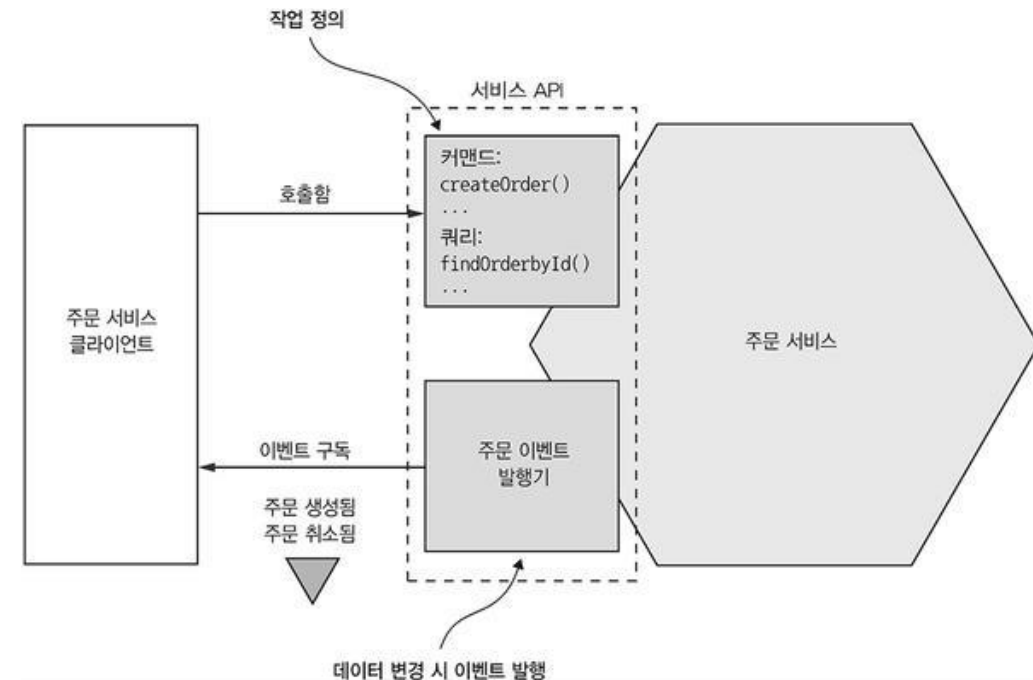 작업 정의
서비스 API
커맨드:
createOrder()
...
쿼리:
findOrderbyId()
...
호출함
주문 서비스
클라이언트
주문 서비스
이벤트 구독
주문 이벤트
발행기
주문 생성됨
주문 취소됨
데이터 변경 시 이벤트 발행